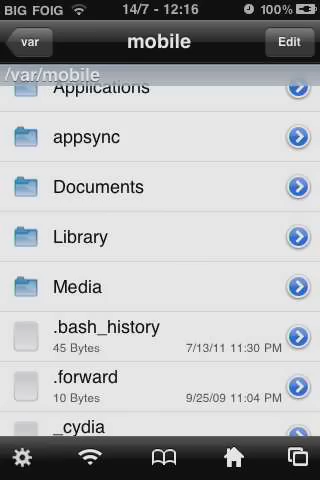 BIG FOIG 14/7 - 12:16 100%
var mobile Edit
/var/mobile
Applications
appsync
Documents
Library
Media
.bash_history
45 Bytes 7/13/11 11:30 PM
.forward
10 Bytes 9/25/09 11:04 PM
_cydia